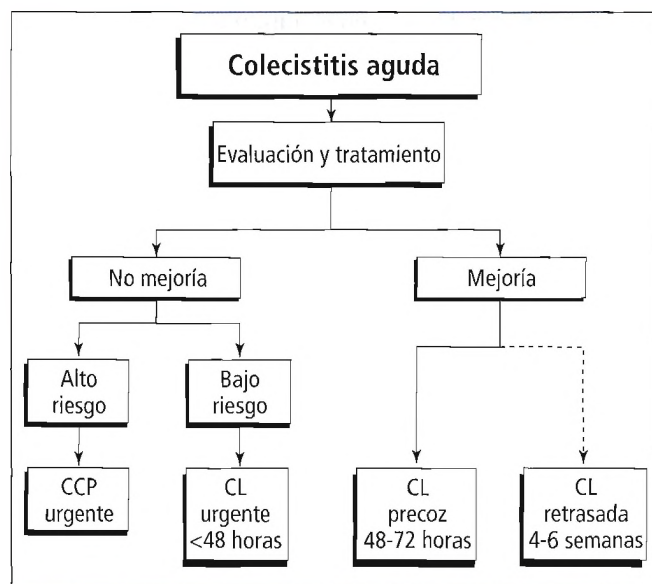 Colecistitis aguda
Evaluación y tratamiento
No mejoría
Mejoría
Alto
riesgo
Bajo
riesgo
CCP
urgente
CL
urgente
<48 horas
CL
precoz
48-72 horas
CL
retrasada
4-6 semanas